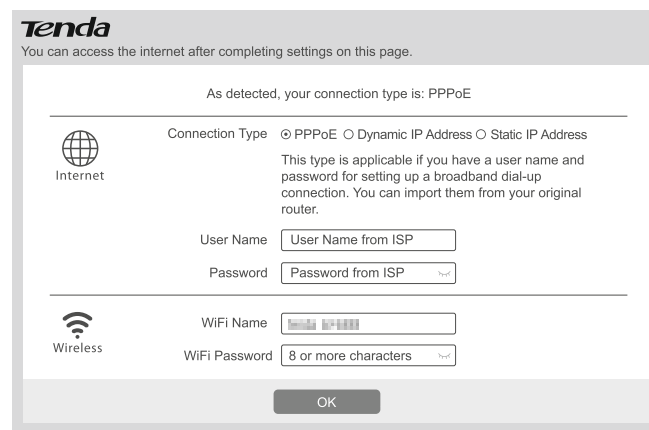 Tenda
You can access the internet after completing settings on this page.
As detected, your connection type is: PPPoE
Internet
Connection Type PPPoE Dynamic IP Address Static IP Address
This type is applicable if you have a user name and
password for setting up a broadband dial-up
connection. You can import them from your original
router.
User Name User Name from ISP
Password Password from ISP
Wireless
WiFi Name
WiFi Password 8 or more characters
OK